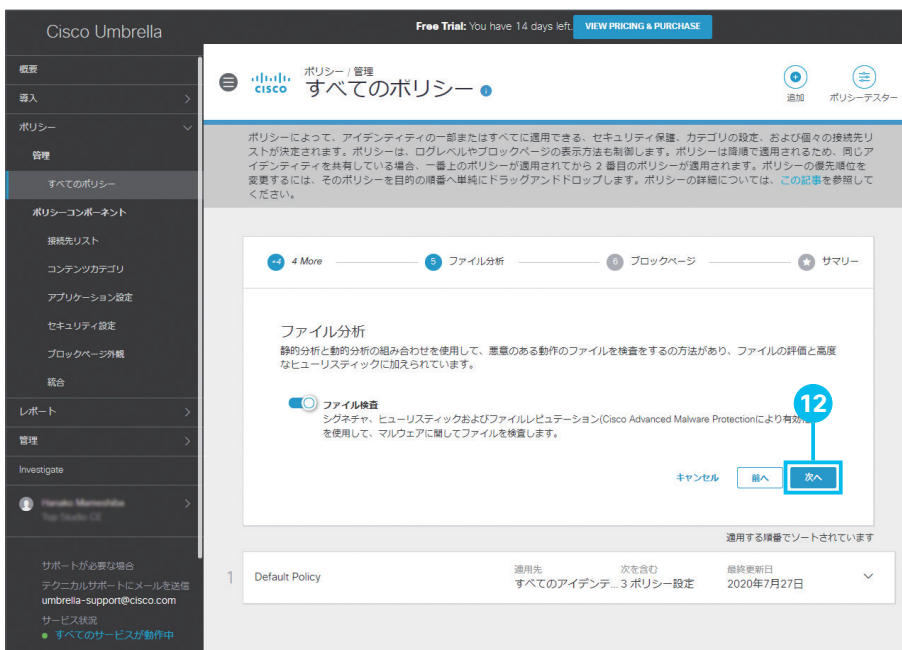 Cisco Umbrella
Free Trial: You have 14 days left.
VIEW PRICING & PURCHASE
概要
導入
ポリシー
管理
すべてのポリシー
ポリシーコンポーネント
接続先リスト
コンテンツカテゴリ
アプリケーション設定
セキュリティ設定
ブロックページ外観
統合
レポート
管理
Investigate
Hanako Mameshiba
Top Studio CE
サポートが必要な場合
テクニカルサポートにメールを送信
umbrella-support@cisco.com
サービス状況
すべてのサービスが動作中
cisco
ポリシー / 管理
すべてのポリシー
追加
ポリシーテスター
ポリシーによって、アイデンティティの一部またはすべてに適用できる、セキュリティ保護、カテゴリの設定、および個々の接続先リ
ストが決定されます。ポリシーは、ログレベルやブロックページの表示方法も制御します。ポリシーは降順で適用されるため、同じア
イデンティティを共有している場合、一番上のポリシーが適用されてから 2 番目のポリシーが適用されます。ポリシーの優先順位を
変更するには、そのポリシーを目的の順番へ単純にドラッグアンドドロップします。ポリシーの詳細については、この記事を参照して
ください。
+4 4 More
5 ファイル分析
6 ブロックページ
サマリー
ファイル分析
静的分析と動的分析の組み合わせを使用して、悪意のある動作のファイルを検査をするの方法があり、ファイルの評価と高度
なヒューリスティックに加えられています。
ファイル検査
シグネチャ、ヒューリスティックおよびファイルレピュテーション(Cisco Advanced Malware Protectionにより有効
を使用して、マルウェアに関してファイルを検査します。
12
キャンセル
前へ
次へ
適用する順番でソートされています
1
Default Policy
適用先
すべてのアイデンテ...
次を含む
3 ポリシー設定
最終更新日
2020年7月27日